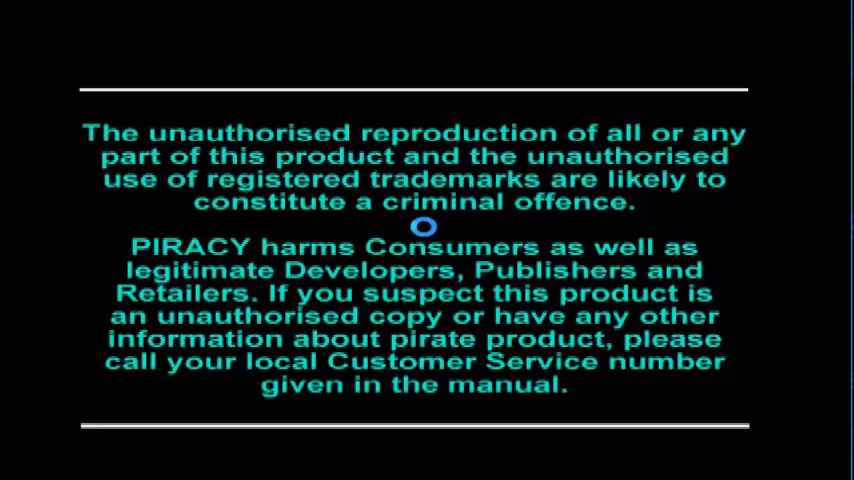 The unauthorised reproduction of all or any
part of this product and the unauthorised
use of registered trademarks are likely to
constitute a criminal offence.
PIRACY harms Consumers as well as
legitimate Developers, Publishers and
Retailers. If you suspect this product is
an unauthorised copy or have any other
information about pirate product, please
call your local Customer Service number
given in the manual.